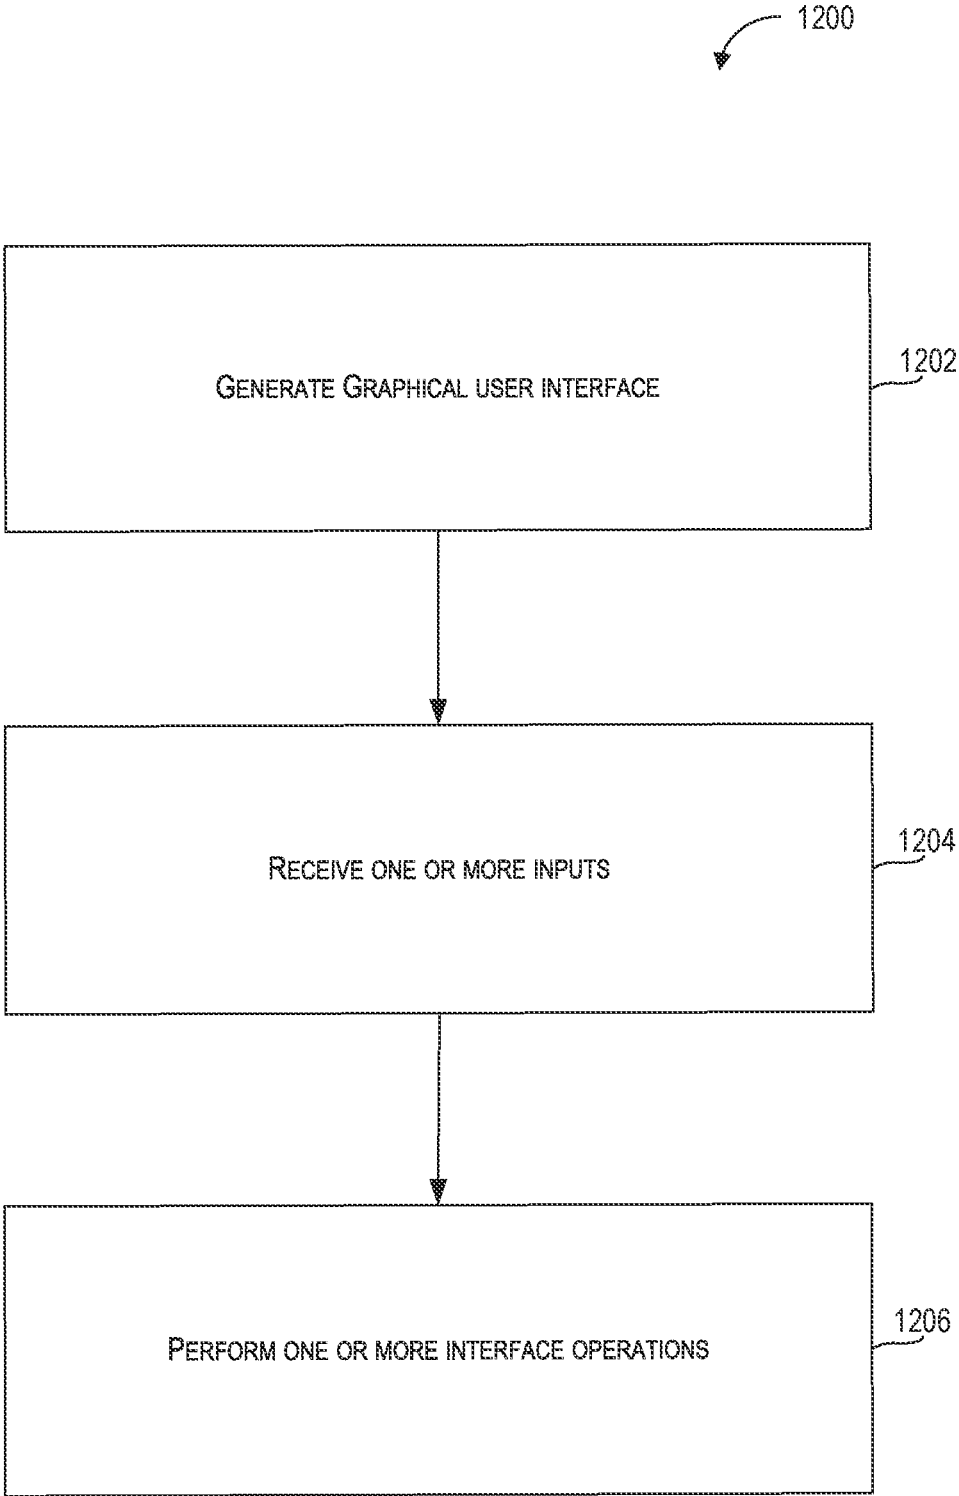 1200
GENERATE GRAPHICAL USER INTERFACE
1202
RECEIVE ONE OR MORE INPUTS
1204
PERFORM ONE OR MORE INTERFACE OPERATIONS
1206